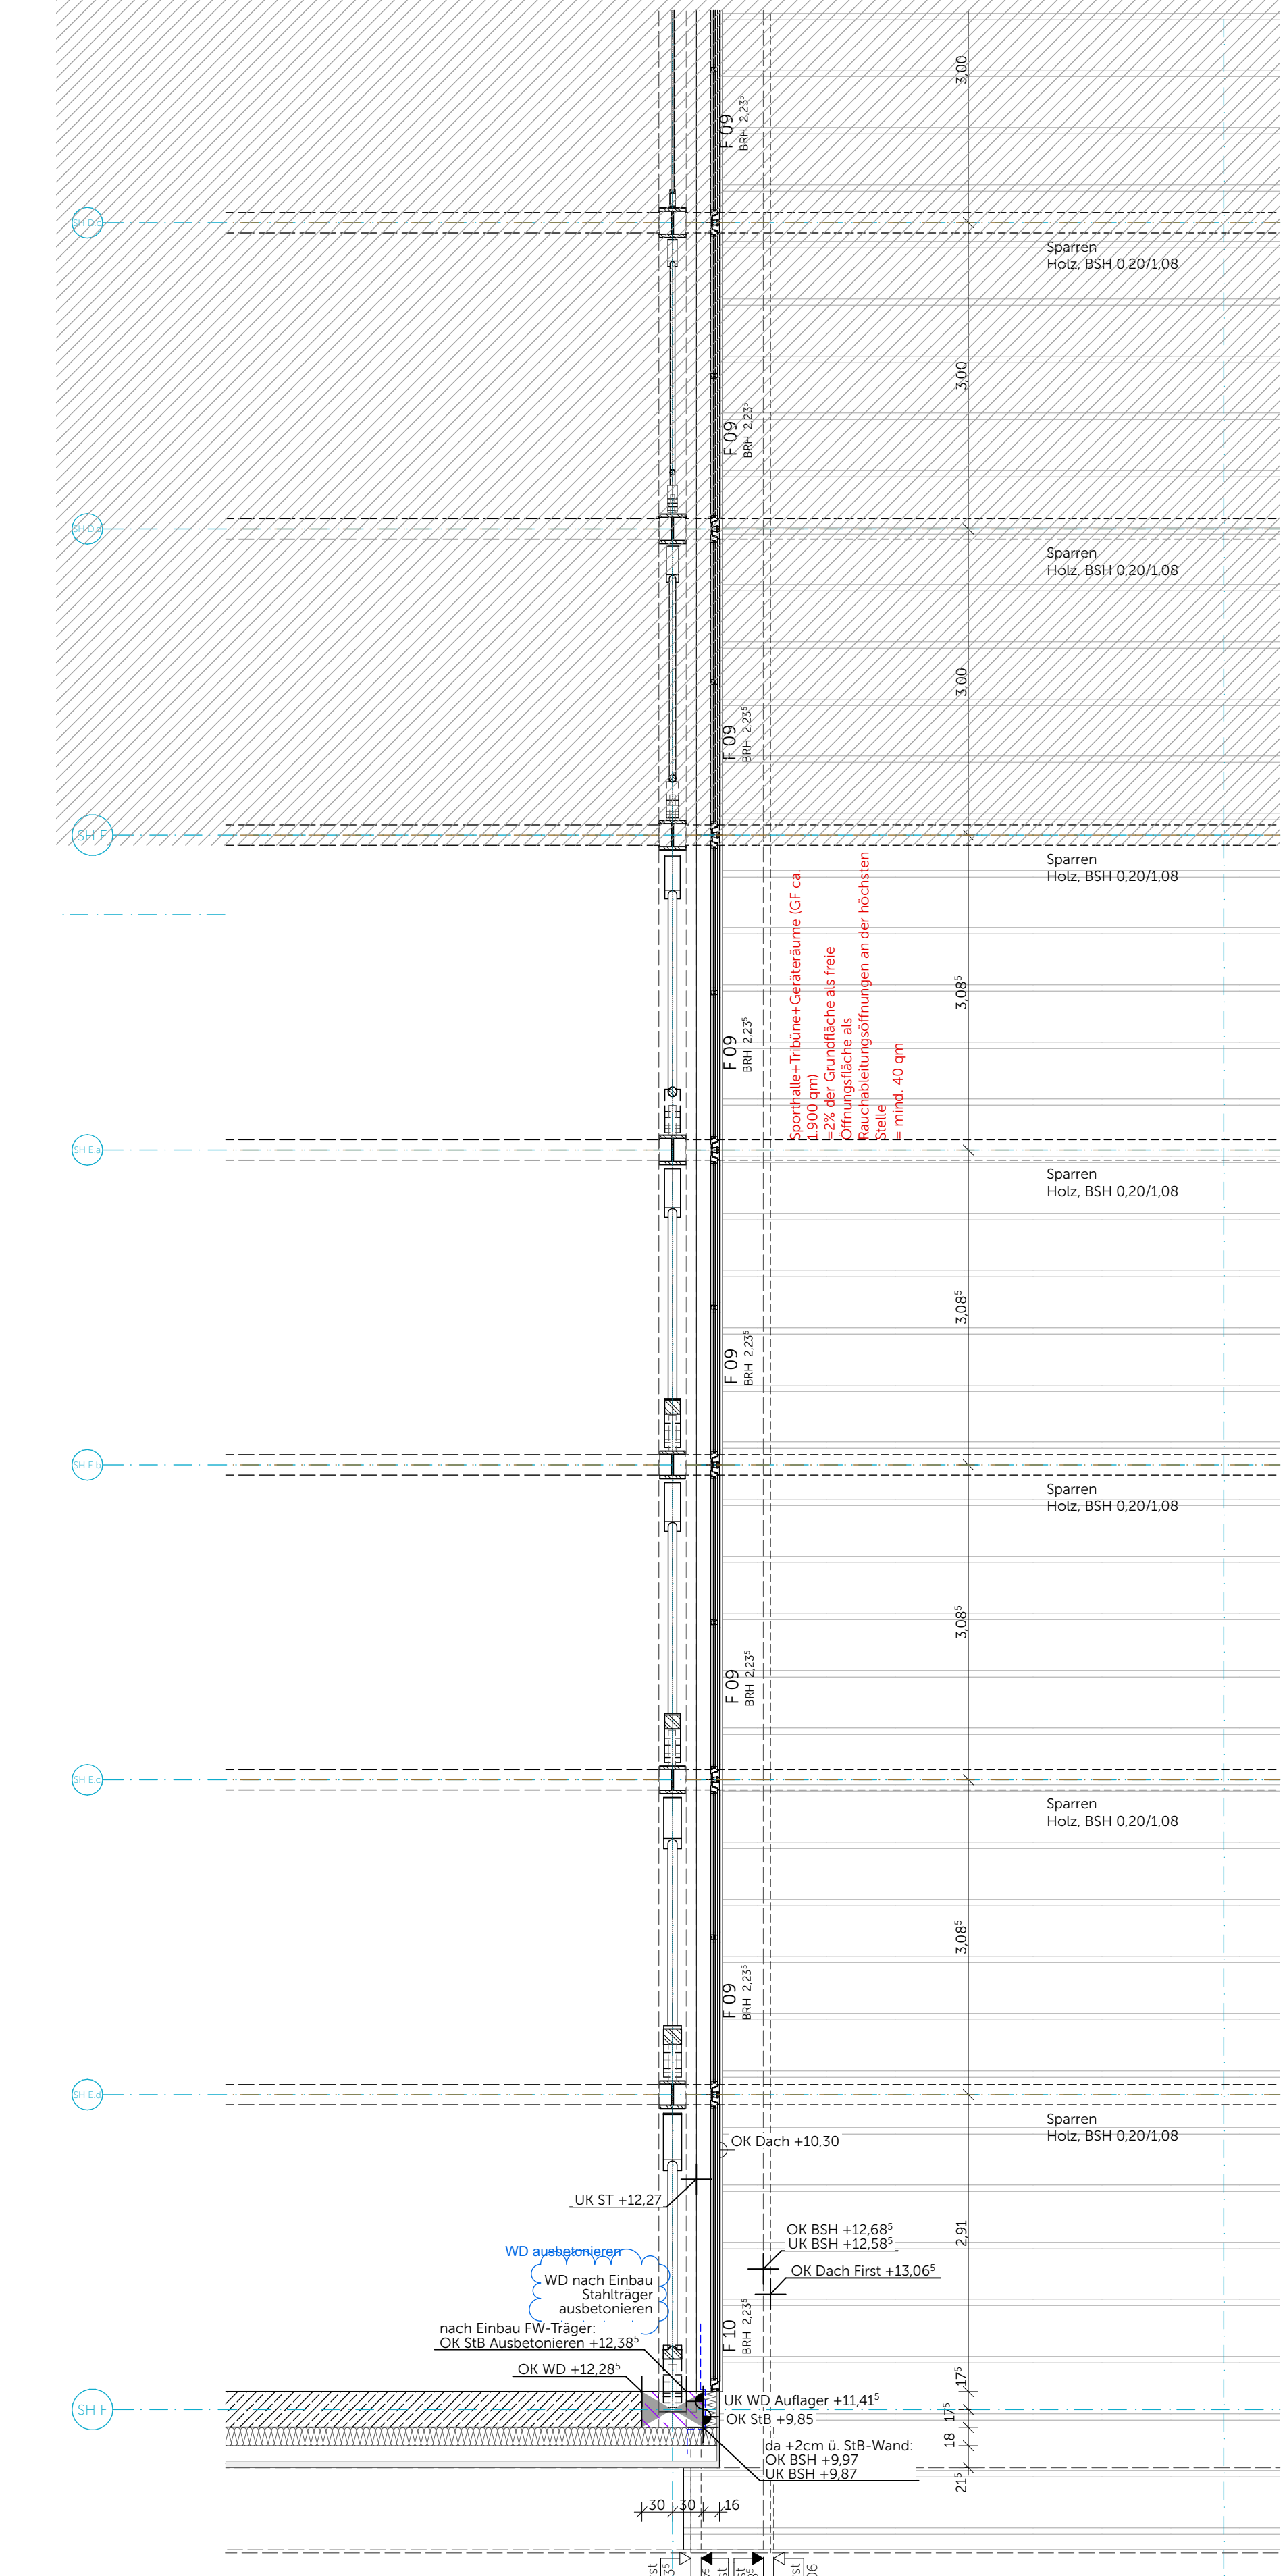 3,00
F 09
BRH 2,23⁵
SH D.c
Sparren
Holz, BSH 0,20/1,08
3,00
F 09
BRH 2,23⁵
SH D.d
Sparren
Holz, BSH 0,20/1,08
3,00
F 09
BRH 2,23⁵
SH E
Sparren
Holz, BSH 0,20/1,08
Sporthalle+Tribüne+Geräteräume (GF ca.
1.900 qm)
=2% der Grundfläche als freie
Öffnungsfläche als
Rauchableitungsöffnungen an der höchsten
Stelle
= mind. 40 qm
3,08⁵
F 09
BRH 2,23⁵
SH E.a
Sparren
Holz, BSH 0,20/1,08
3,08⁵
F 09
BRH 2,23⁵
SH E.b
Sparren
Holz, BSH 0,20/1,08
3,08⁵
F 09
BRH 2,23⁵
SH E.c
Sparren
Holz, BSH 0,20/1,08
3,08⁵
F 09
BRH 2,23⁵
SH E.d
Sparren
Holz, BSH 0,20/1,08
OK Dach +10,30
UK ST +12,27
2,91
OK BSH +12,68⁵
UK BSH +12,58⁵
OK Dach First +13,06⁵
WD ausbetonieren
WD nach Einbau
Stahlträger
ausbetonieren
nach Einbau FW-Träger:
OK StB Ausbetonieren +12,38⁵
F 10
BRH 2,23⁵
OK WD +12,28⁵
SH F
UK WD Auflager +11,41⁵
OK StB +9,85
da +2cm ü. StB-Wand:
OK BSH +9,97
UK BSH +9,87
17⁵
17⁵
18
21⁵
30
30
16